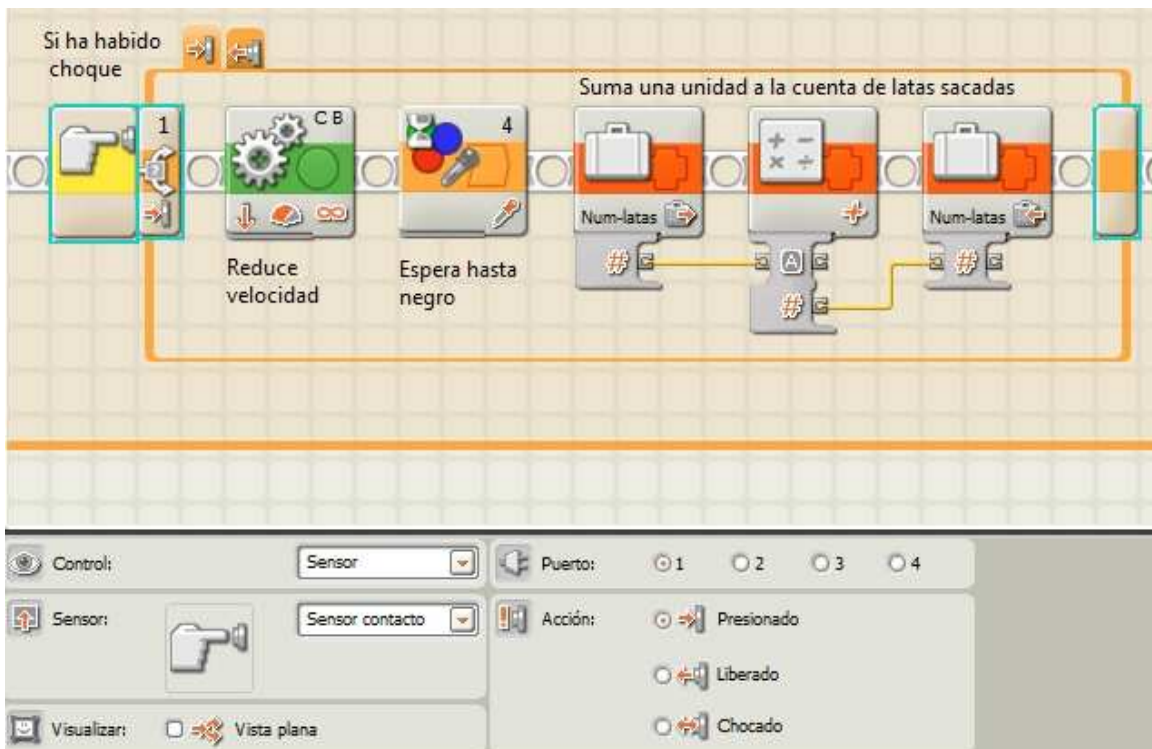 Si ha habido
choque
Suma una unidad a la cuenta de latas sacadas
1
C B
4
Num-latas
Num-latas
Reduce
velocidad
Espera hasta
negro
A
Control:
Sensor
Puerto:
1
2
3
4
Sensor:
Sensor contacto
Acción:
Presionado
Liberado
Chocado
Visualizar:
Vista plana